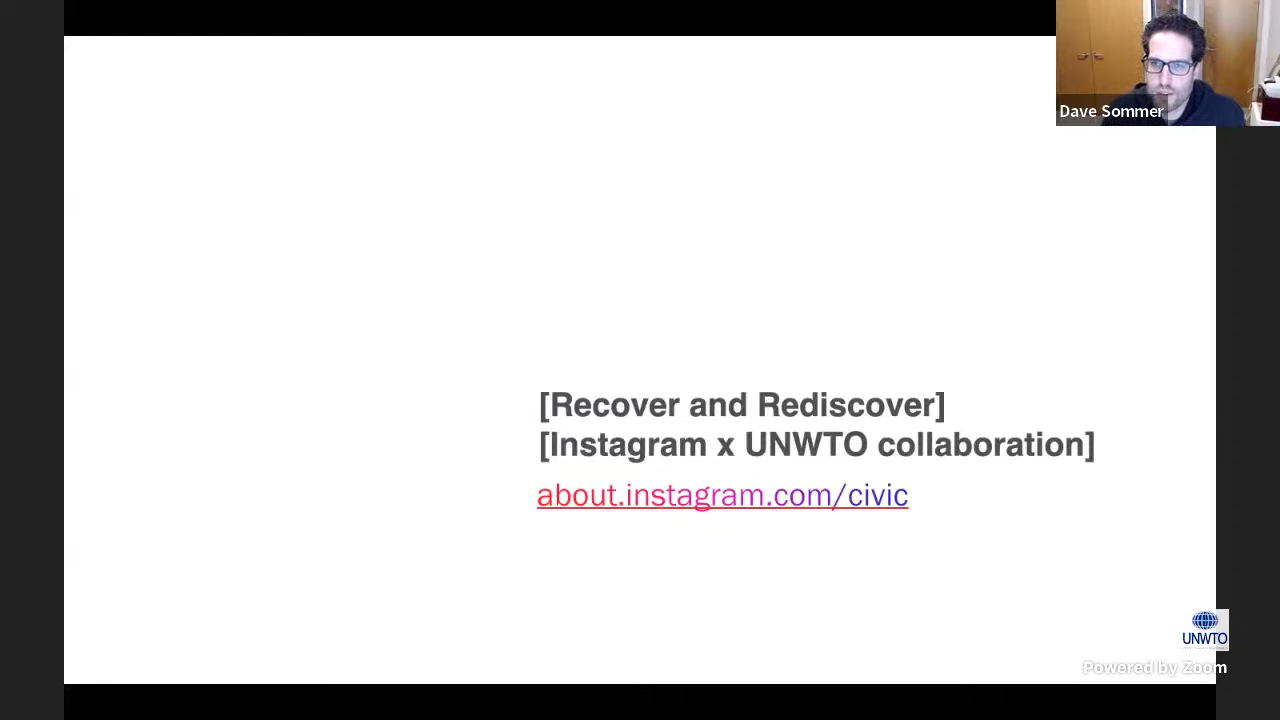 Dave Sommer
[Recover and Rediscover]
[Instagram x UNWTO collaboration]
about.instagram.com/civic
UNWTO
Powered by Zoom